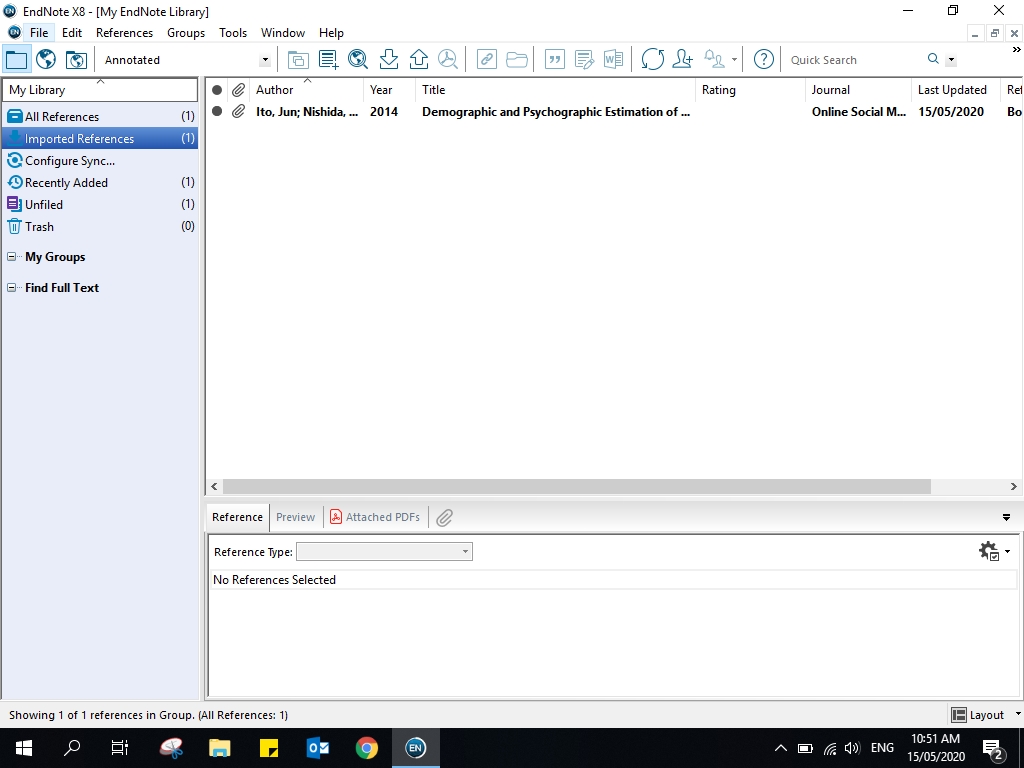 EN EndNote X8 - [My EndNote Library]
EN File Edit References Groups Tools Window Help
Annotated Quick Search
My Library
All References (1)
Imported References (1)
Configure Sync...
Recently Added (1)
Unfiled (1)
Trash (0)
My Groups
Find Full Text
Author Year Title Rating Journal Last Updated Ref
Ito, Jun; Nishida, ... 2014 Demographic and Psychographic Estimation of ... Online Social M... 15/05/2020 Bo
Reference Preview Attached PDFs
Reference Type:
No References Selected
Showing 1 of 1 references in Group. (All References: 1) Layout
EN ENG 10:51 AM
15/05/2020 2